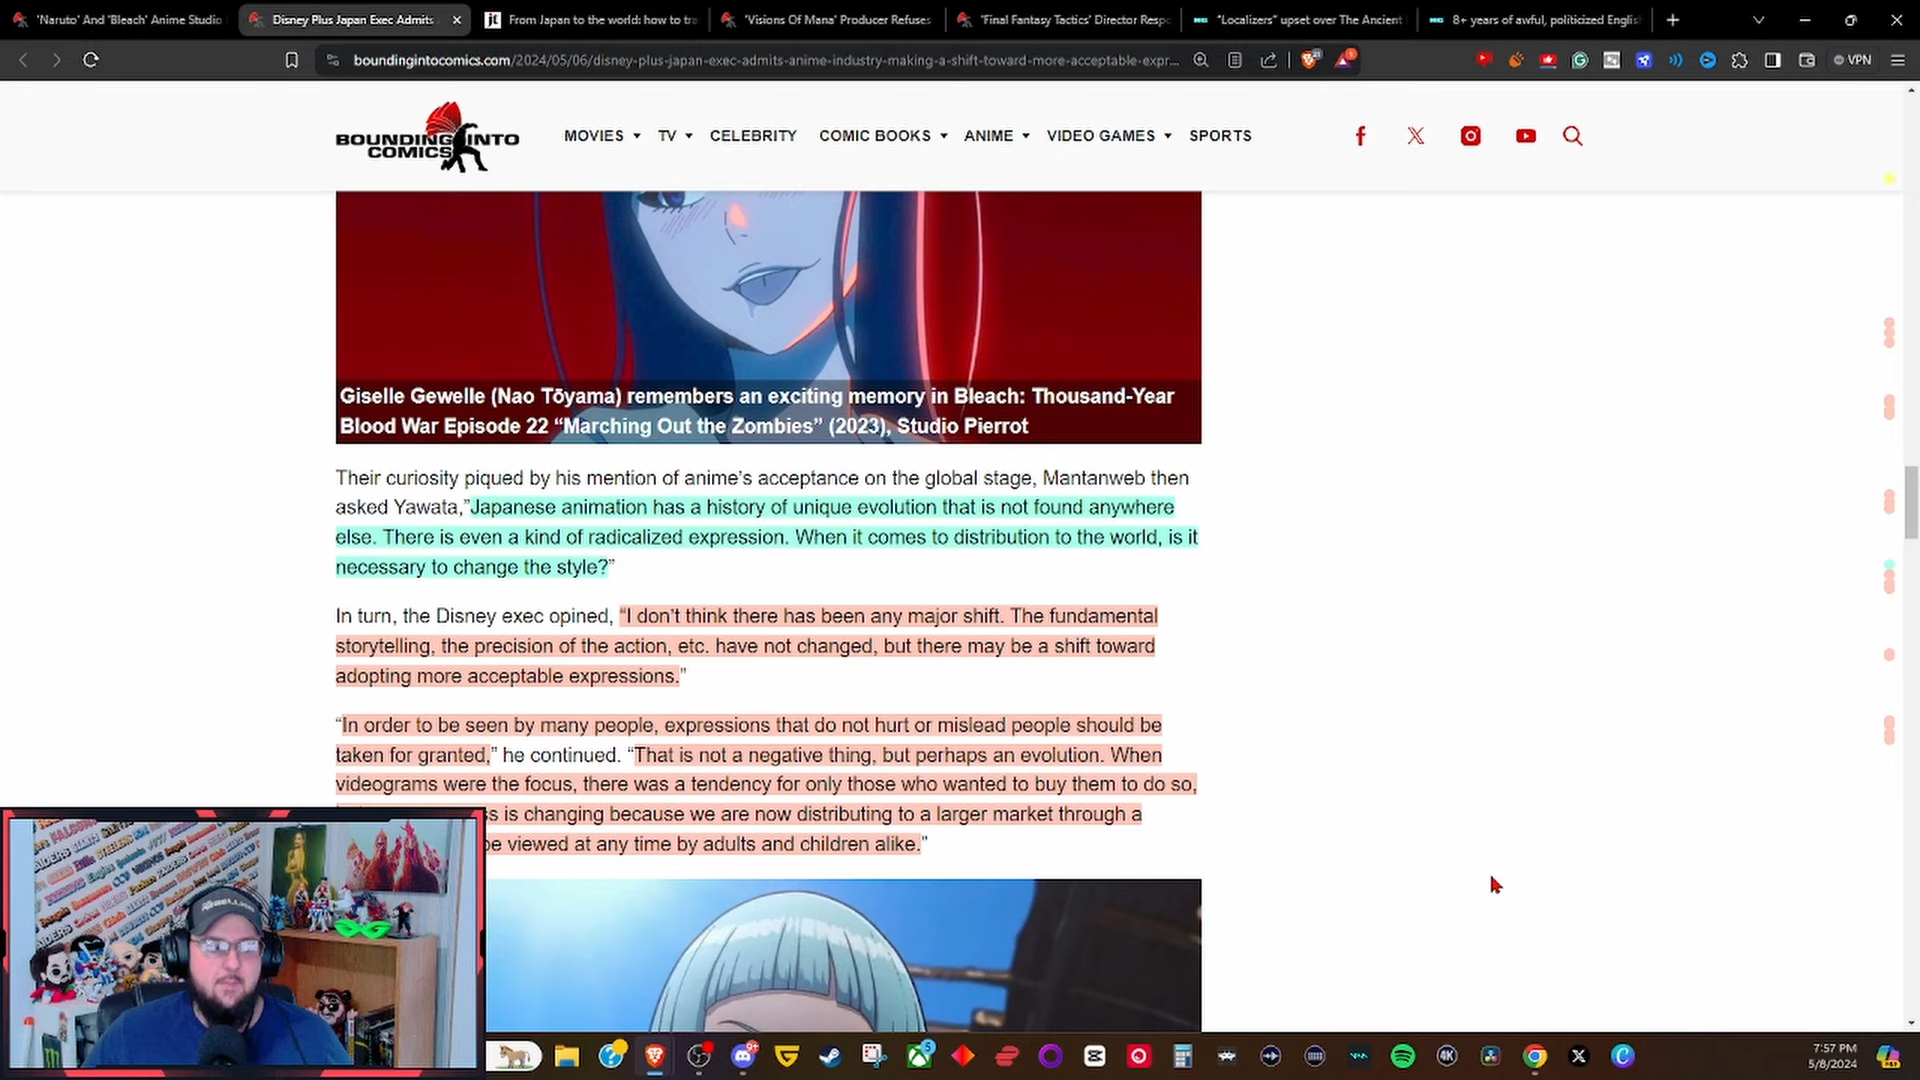 'Naruto' And 'Bleach' Anime Studio
Disney Plus Japan Exec Admits
From Japan to the world: how to tra
'Visions Of Mana' Producer Refuses
'Final Fantasy Tactics' Director Resp
"Localizers" upset over The Ancient
8+ years of awful, politicized Englis
boundingintocomics.com/2024/05/06/disney-plus-japan-exec-admits-anime-industry-making-a-shift-toward-more-acceptable-expr...
VPN
BOUNDING INTO
COMICS
MOVIES
TV
CELEBRITY
COMIC BOOKS
ANIME
VIDEO GAMES
SPORTS
Giselle Gewelle (Nao Tōyama) remembers an exciting memory in Bleach: Thousand-Year
Blood War Episode 22 “Marching Out the Zombies” (2023), Studio Pierrot
Their curiosity piqued by his mention of anime’s acceptance on the global stage, Mantanweb then
asked Yawata,”Japanese animation has a history of unique evolution that is not found anywhere
else. There is even a kind of radicalized expression. When it comes to distribution to the world, is it
necessary to change the style?”
In turn, the Disney exec opined, “I don’t think there has been any major shift. The fundamental
storytelling, the precision of the action, etc. have not changed, but there may be a shift toward
adopting more acceptable expressions.”
“In order to be seen by many people, expressions that do not hurt or mislead people should be
taken for granted,” he continued. “That is not a negative thing, but perhaps an evolution. When
videograms were the focus, there was a tendency for only those who wanted to buy them to do so,
is changing because we are now distributing to a larger market through a
be viewed at any time by adults and children alike.”
7:57 PM
5/8/2024